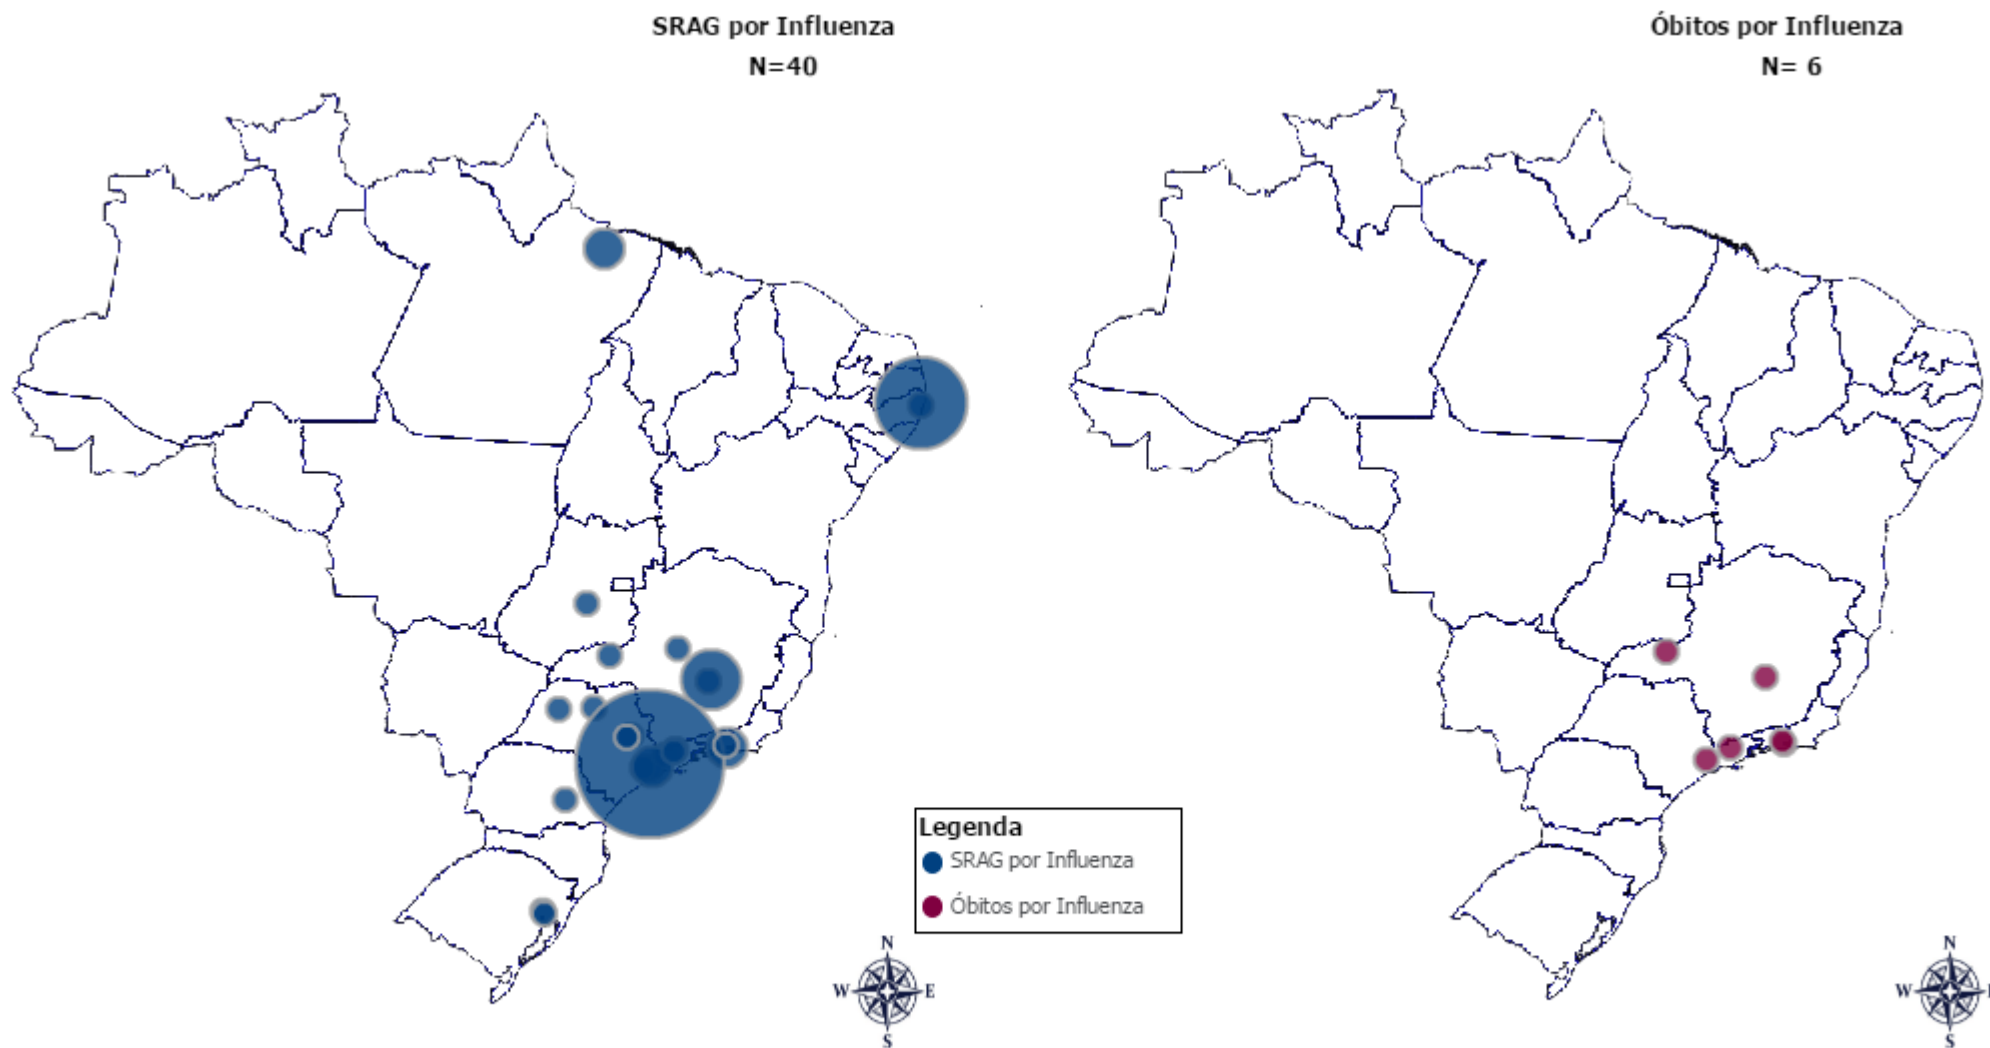 SRAG por Influenza
N=40
Óbitos por Influenza
N= 6
Legenda
SRAG por Influenza
Óbitos por Influenza
N
W E
S
N
W
S